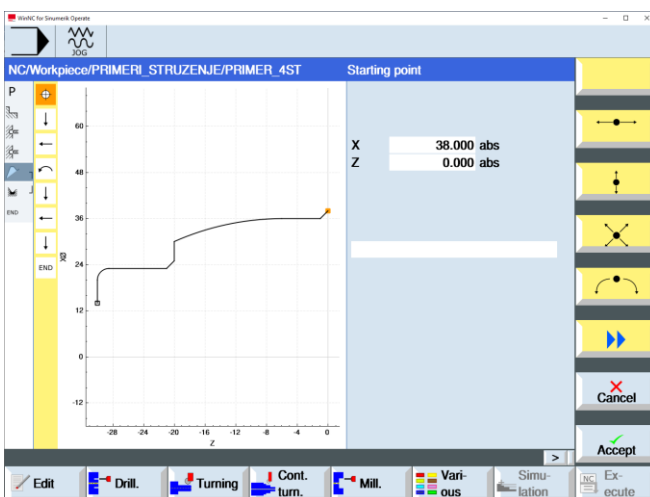 WinNC for Sinumerik Operate
JOG
NC/Workpiece/PRIMERI_STRUZENJE/PRIMER_4ST
Starting point
P
END
END
X 38.000 abs
Z 0.000 abs
60
48
36
24
12
0
-12
XØ
-28 -24 -20 -16 -12 -8 -4 0
Z
Cancel
Accept
>
Edit
Drill.
Turning
Cont.
turn.
Mill.
Vari-
ous
Simu-
lation
NC
Ex-
ecute